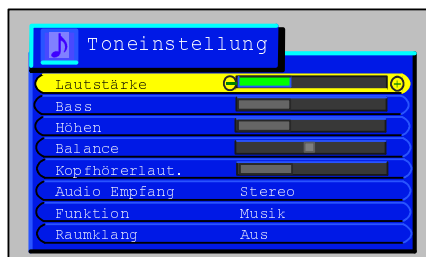 Toneinstellung
Lautstärke
Bass
Höhen
Balance
Kopfhörerlaut.
Audio Empfang Stereo
Funktion Musik
Raumklang Aus